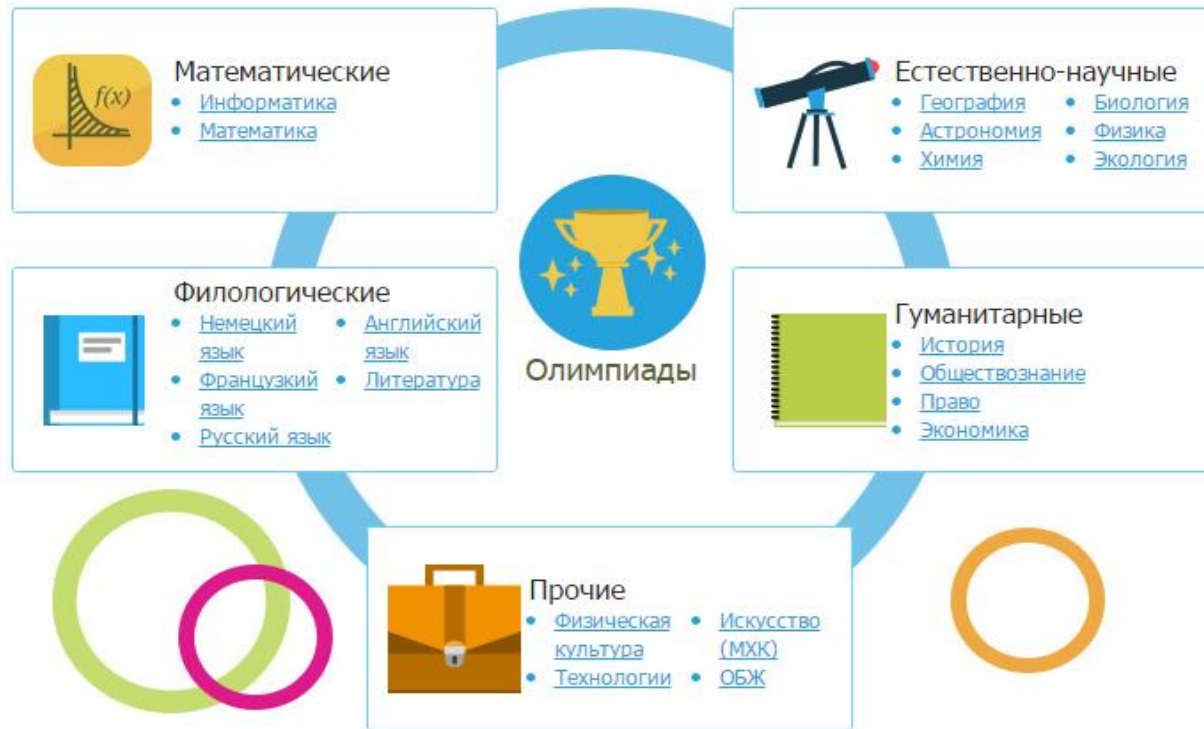 Математические
f(x)
Информатика
Математика
Естественно-научные
География
Биология
Астрономия
Физика
Химия
Экология
Филологические
Немецкий
язык
Английский
язык
Французкий
язык
Литература
Русский язык
Олимпиады
Гуманитарные
История
Обществознание
Право
Экономика
Прочие
Физическая
культура
Искусство
(МХК)
Технологии
ОБЖ